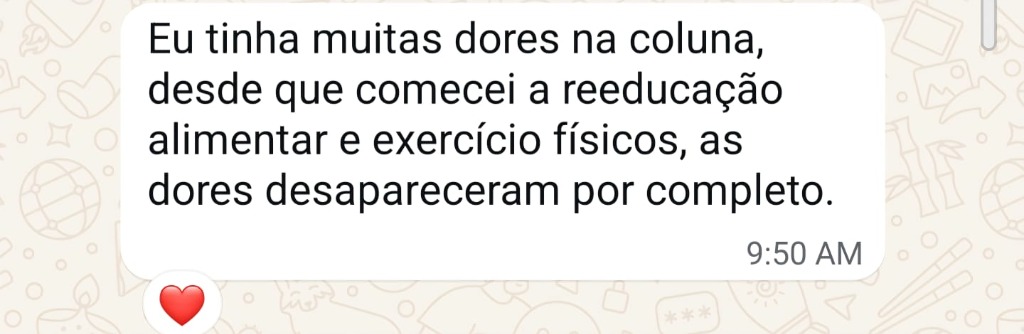 Eu tinha muitas dores na coluna,
desde que comecei a reeducação
alimentar e exercício físicos, as
dores desapareceram por completo.
9:50 AM